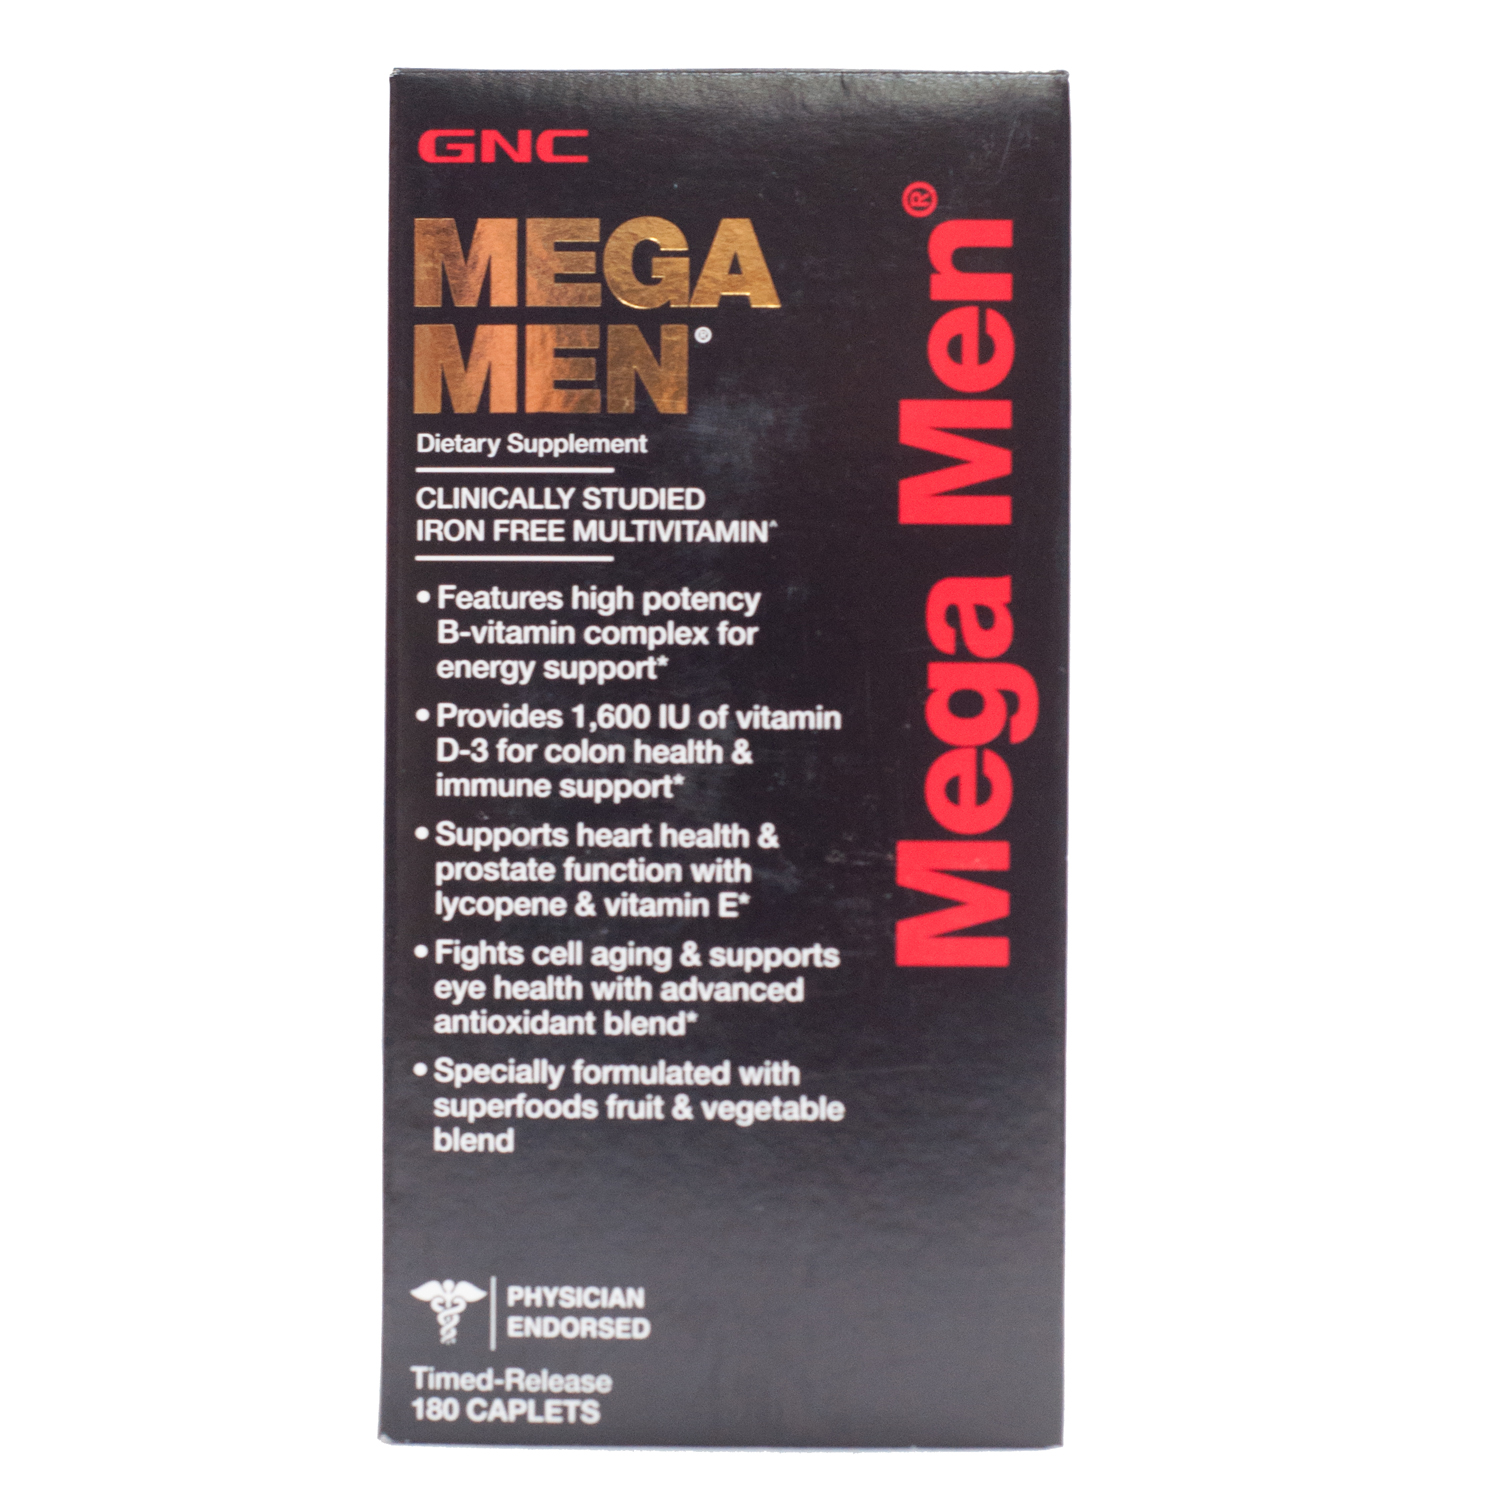 GNC
MEGA
MEN®
Dietary Supplement
CLINICALLY STUDIED
IRON FREE MULTIVITAMIN^
• Features high potency
B-vitamin complex for
energy support*
• Provides 1,600 IU of vitamin
D-3 for colon health &
immune support*
• Supports heart health &
prostate function with
lycopene & vitamin E*
• Fights cell aging & supports
eye health with advanced
antioxidant blend*
• Specially formulated with
superfoods fruit & vegetable
blend
PHYSICIAN
ENDORSED
Timed-Release
180 CAPLETS
Mega Men®